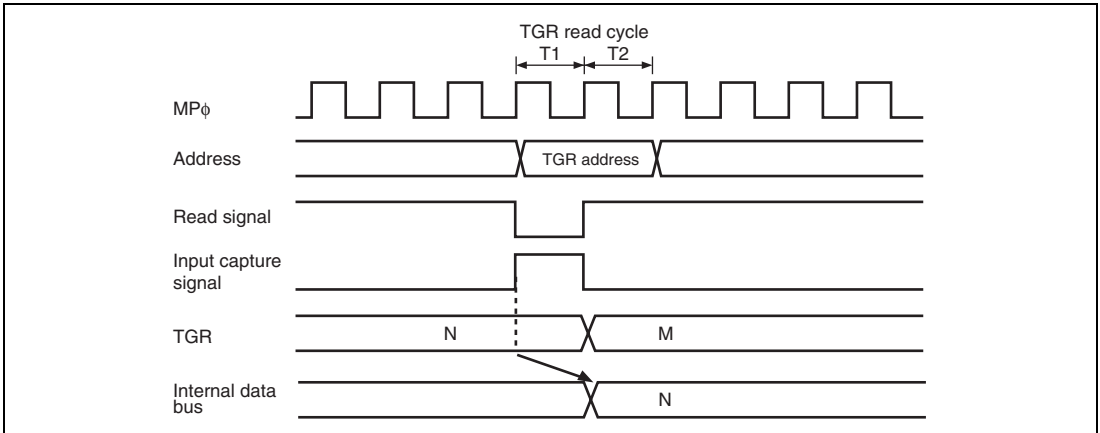 TGR read cycle
T1 T2
MPϕ
Address
TGR address
Read signal
Input capture
signal
TGR
N
M
Internal data
bus
N